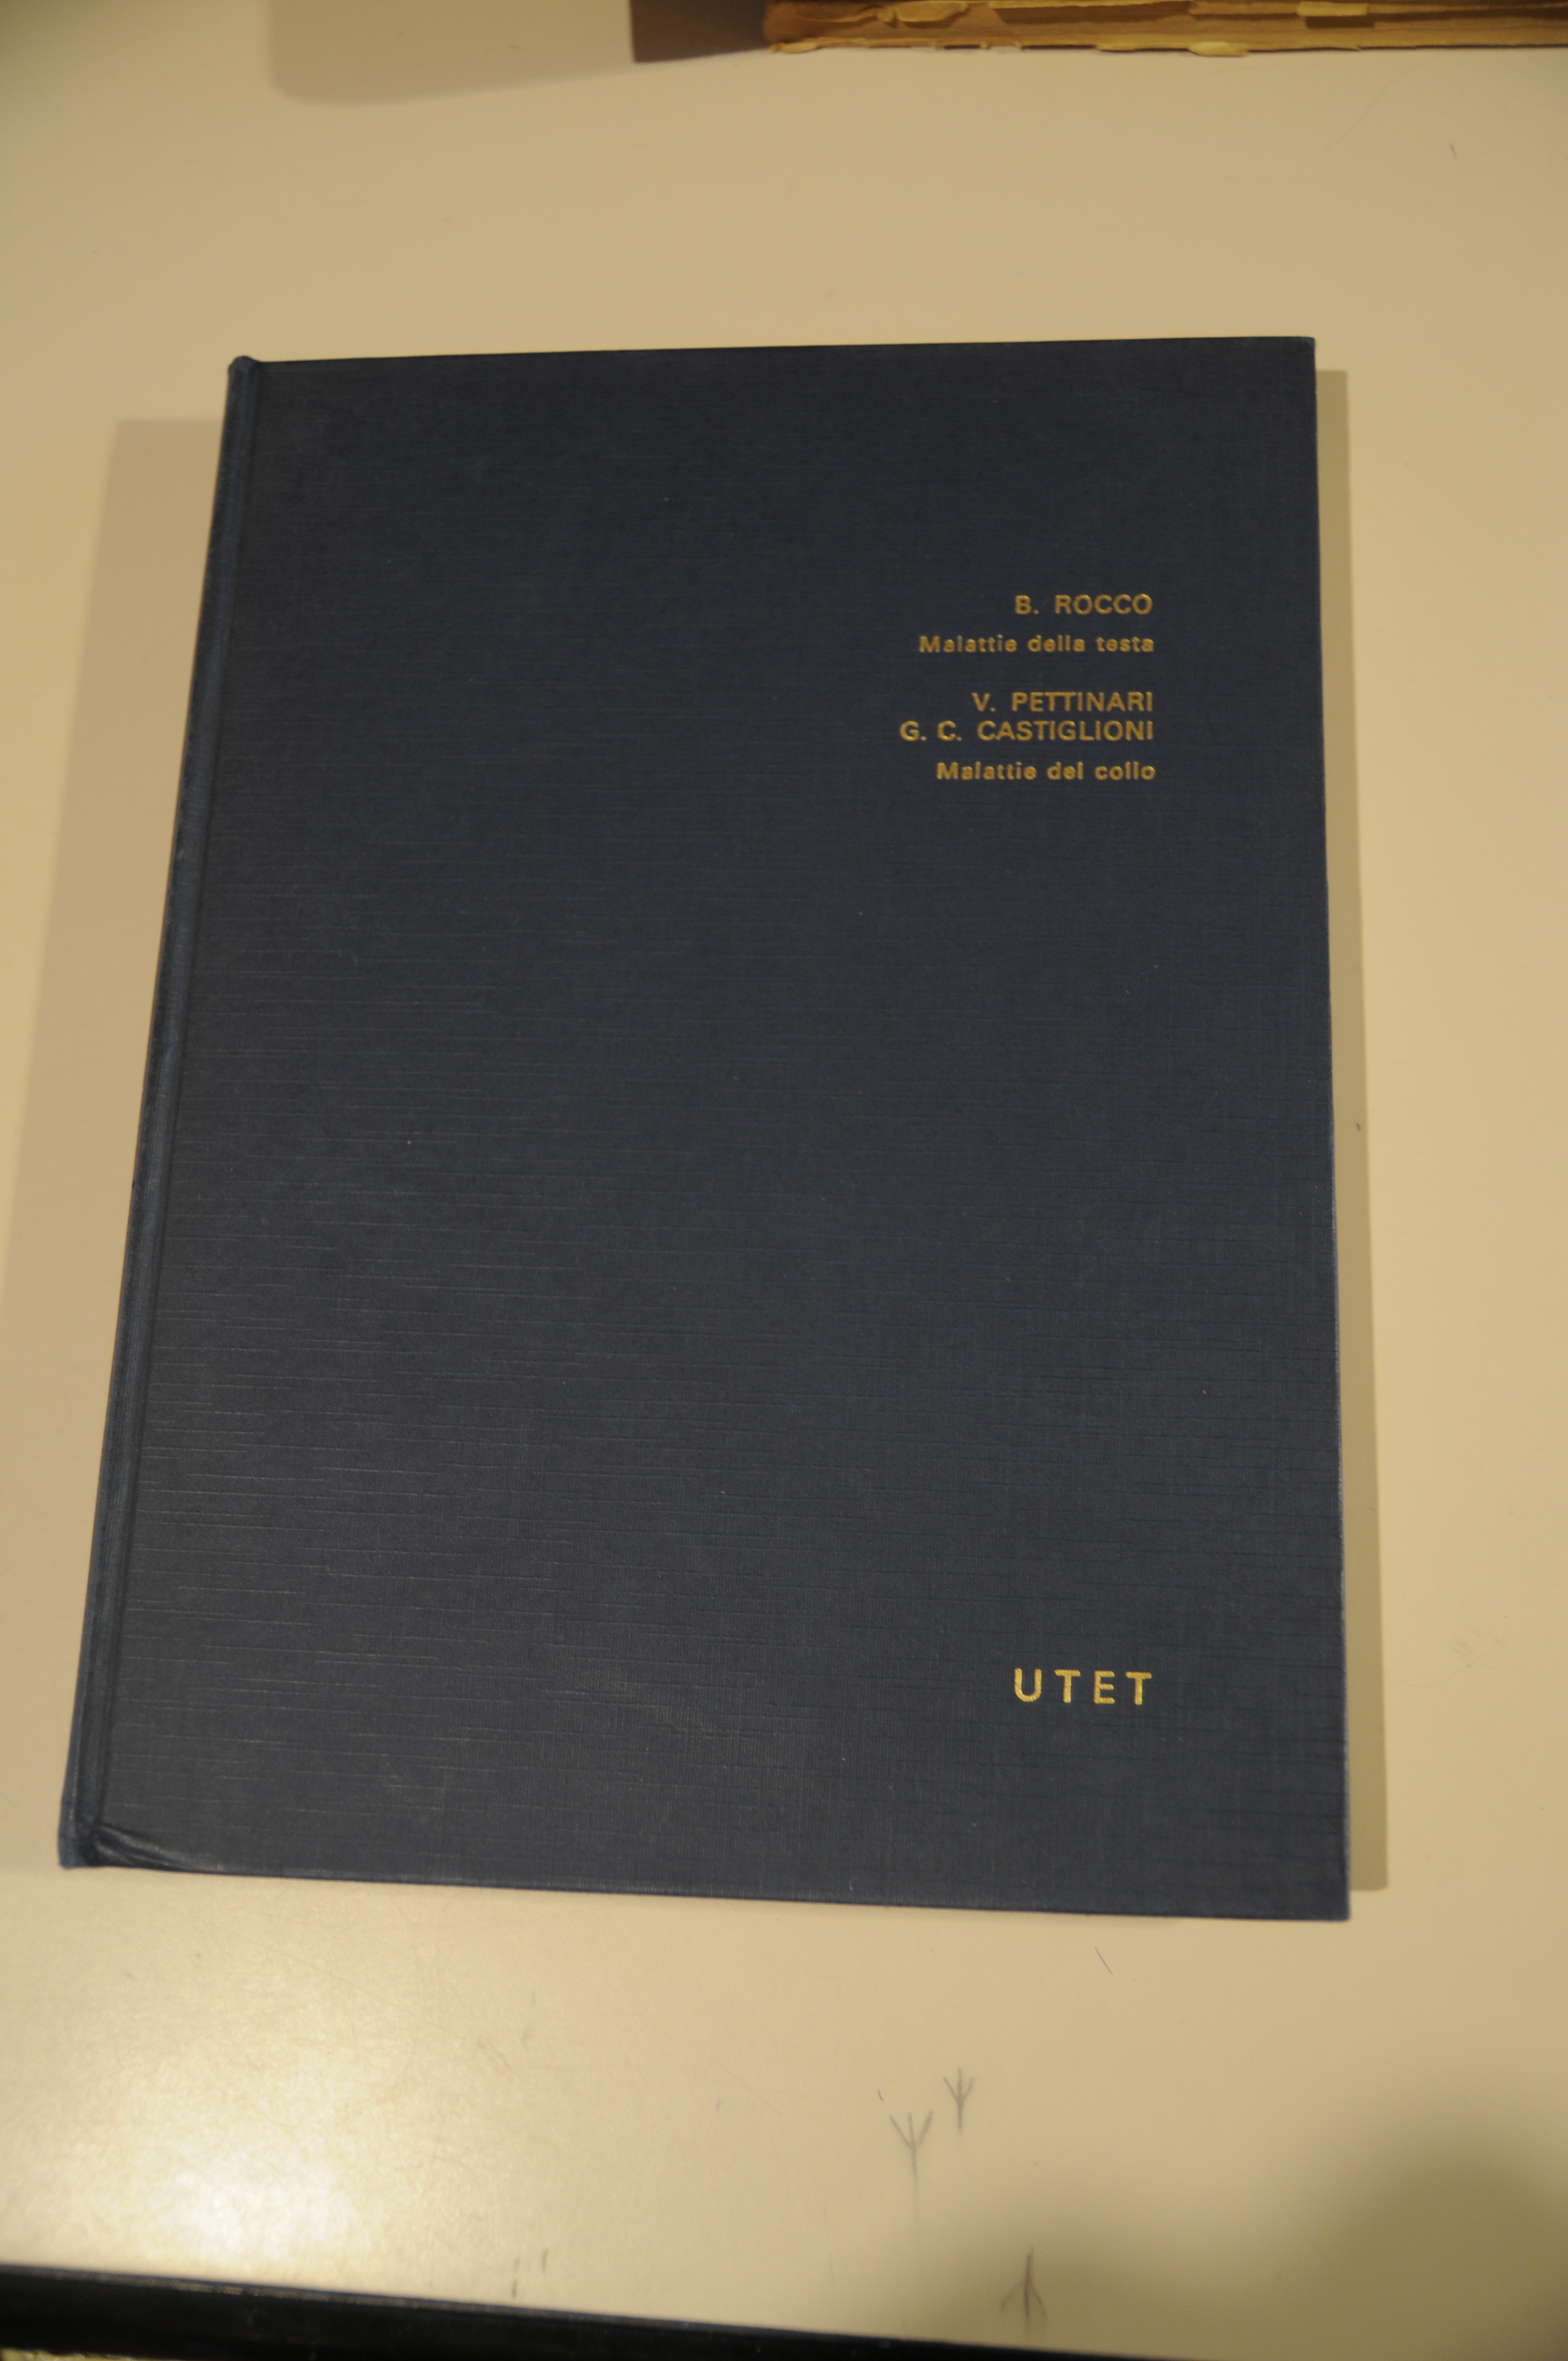 B. ROCCO
Malattie della testa
V. PETTINARI
G. C. CASTIGLIONI
Malattie del collo
UTET